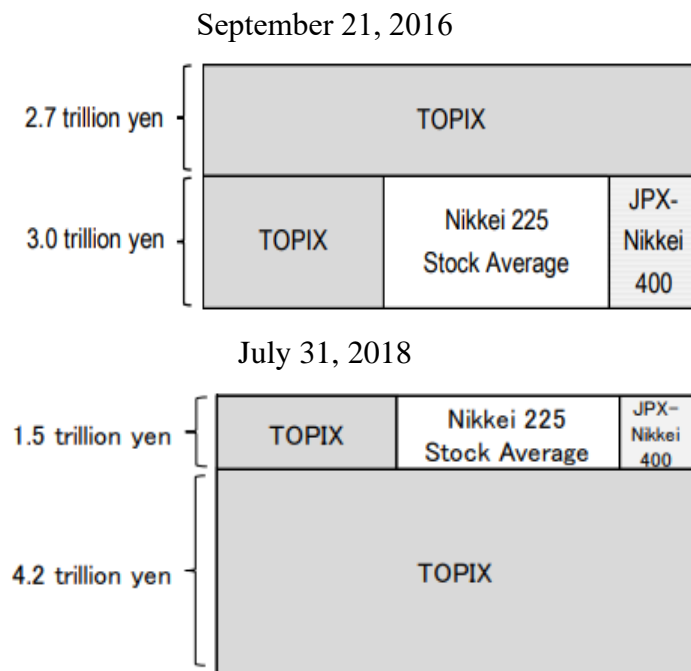 September 21, 2016
2.7 trillion yen
TOPIX
3.0 trillion yen
TOPIX
Nikkei 225
Stock Average
JPX-
Nikkei
400
July 31, 2018
1.5 trillion yen
TOPIX
Nikkei 225
Stock Average
JPX-
Nikkei
400
4.2 trillion yen
TOPIX